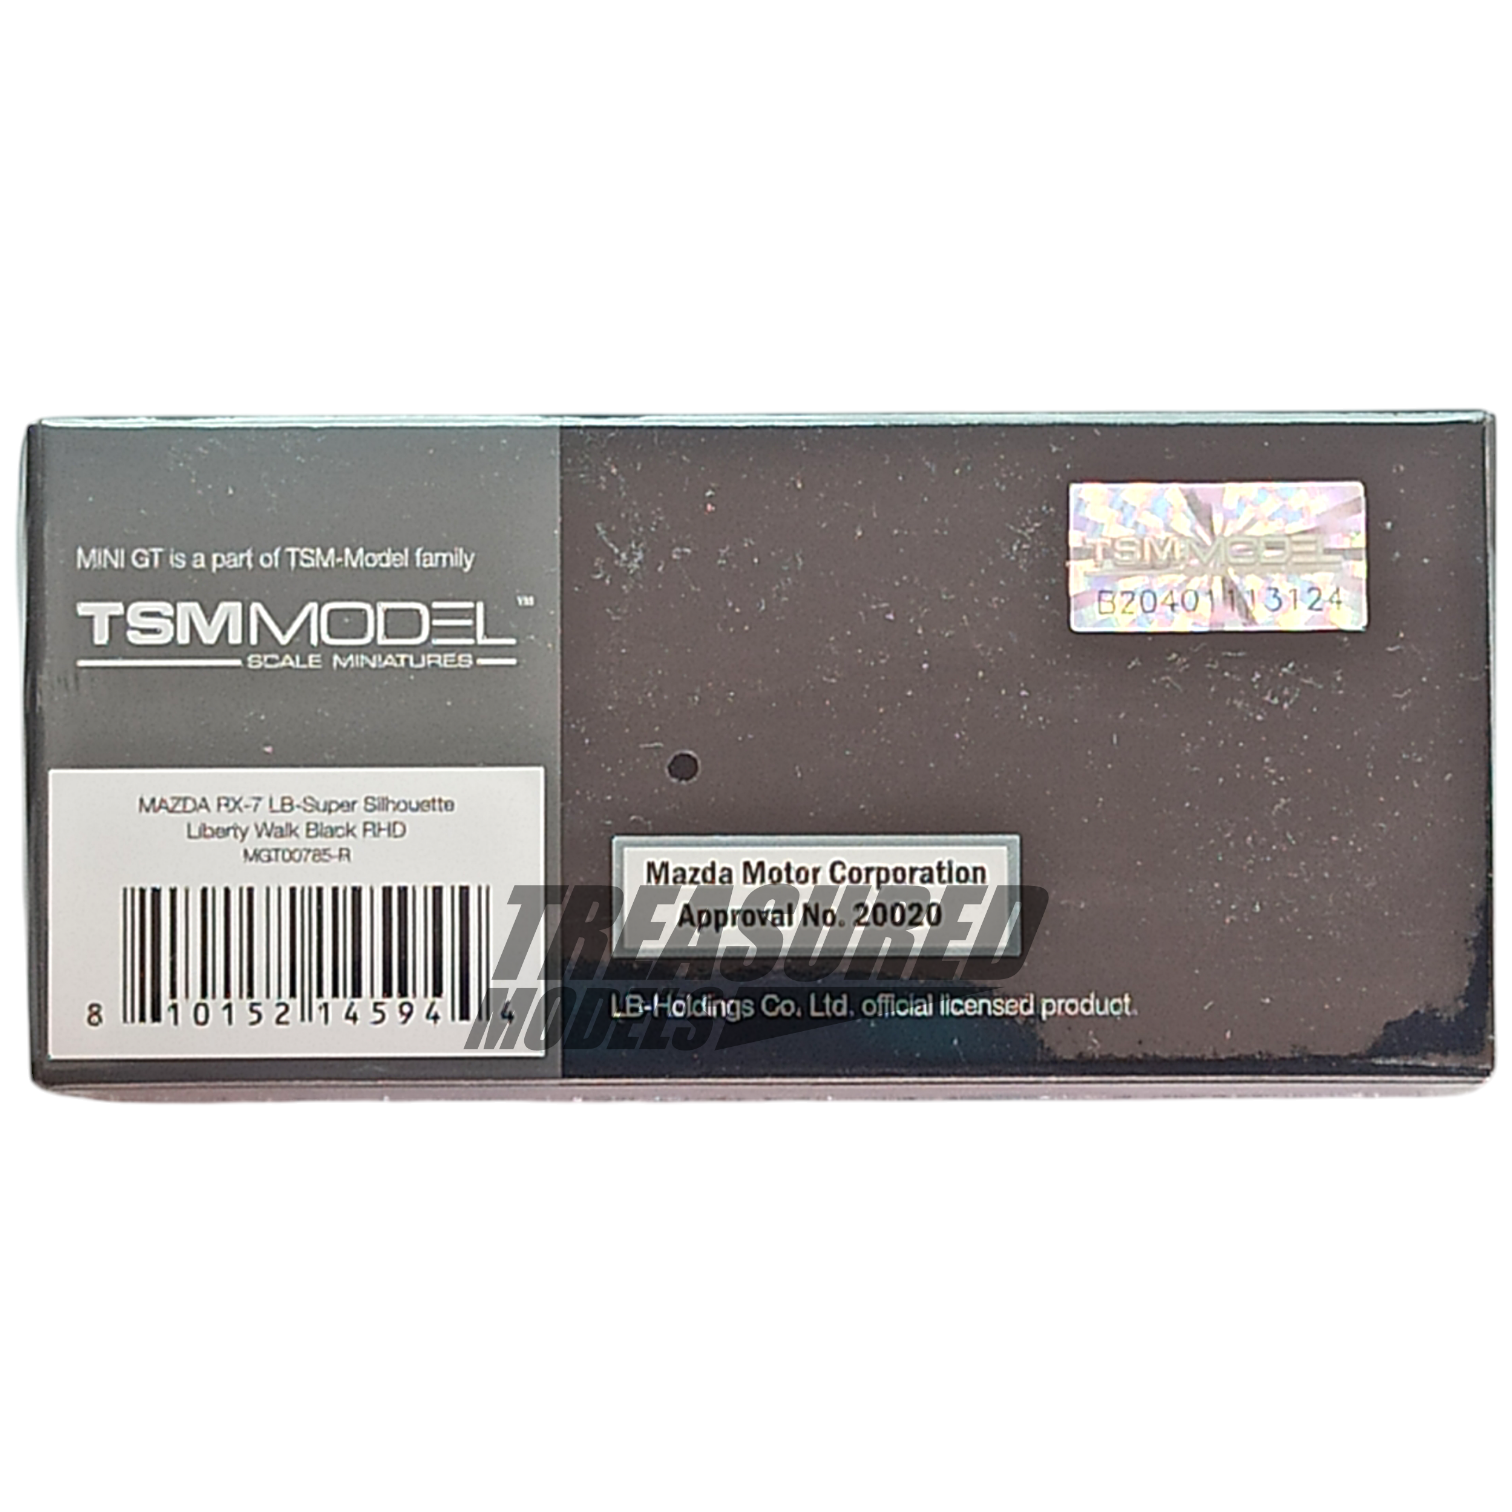 MINI GT is a part of TSM-Model family
TSMMODEL™
SCALE MINIATURES
MAZDA RX-7 LB-Super Silhouette
Liberty Walk Black RHD
MGT00785-R
8 10152 14594 4
TSMMODEL
B20401113124
Mazda Motor Corporation
Approval No. 20020
LB-Holdings Co. Ltd. official licensed product.
TREASURED
MODELS